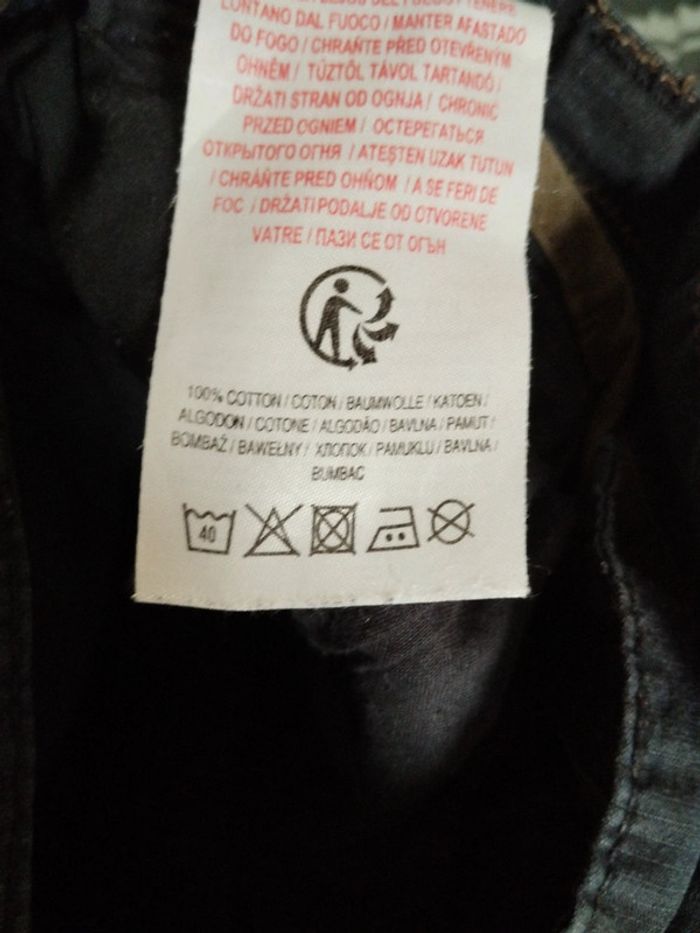 LONTANO DAL FUOCO / MANTER AFASTADO
DO FOGO / CHRAŇTE PŘED OTEVŘENÝM
OHNĚM / TŰZTŐL TÁVOL TARTANDÓ /
DRŽATI STRAN OD OGNJA / CHRONIĆ
PRZED OGNIEM / ОСТЕРЕГАТЬСЯ
ОТКРЫТОГО ОГНЯ / ATEŞTEN UZAK TUTUN
/ CHRÁŇTE PRED OHŇOM / A SE FERI DE
FOC / DRŽATI PODALJE OD OTVORENE
VATRE / ПАЗИ СЕ ОТ ОГЪН
100% COTTON / COTON / BAUMWOLLE / KATOEN /
ALGODON / COTONE / ALGODÃO / BAVLNA / PAMUT /
BOMBAŽ / BAWEŁNY / ХЛОПОК / PAMUKLU / BAVLNA /
BUMBAC
40